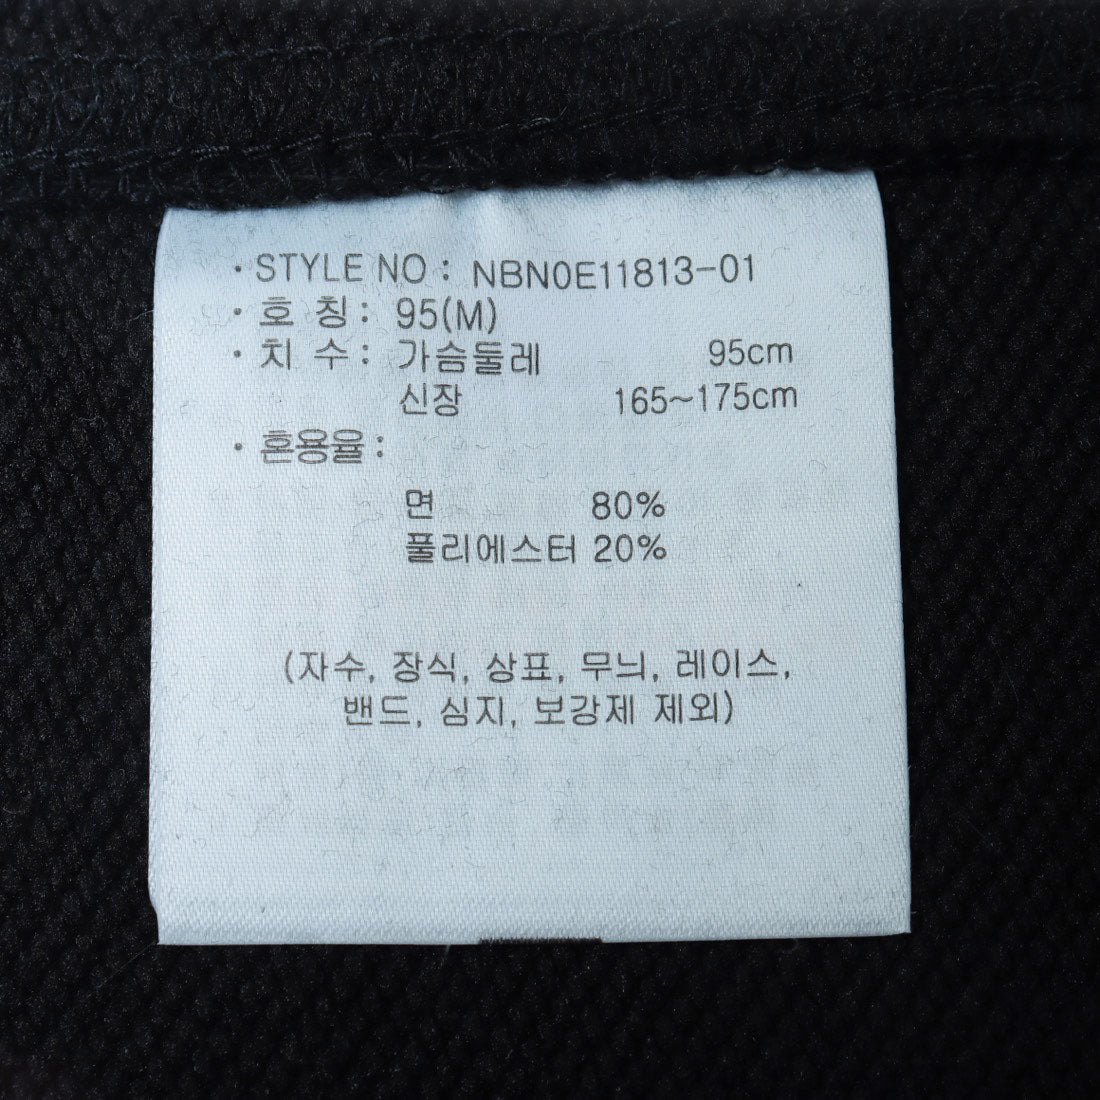 · STYLE NO : NBN0E11813-01
· 호 칭 : 95(M)
· 치 수 : 가슴둘레 95cm
신장 165~175cm
· 혼용율 :
면 80%
폴리에스터 20%
(자수, 장식, 상표, 무늬, 레이스,
밴드, 심지, 보강제 제외)